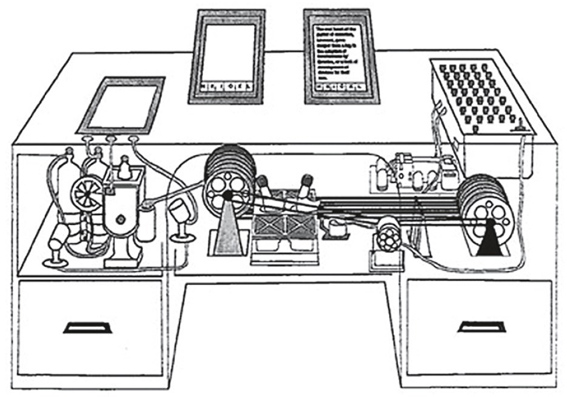 The real heart of the
matter of selection,
however, goes
deeper than a lag in
the adoption of
mechanisms by
libraries, or a lack of
development of
devices for their
use.